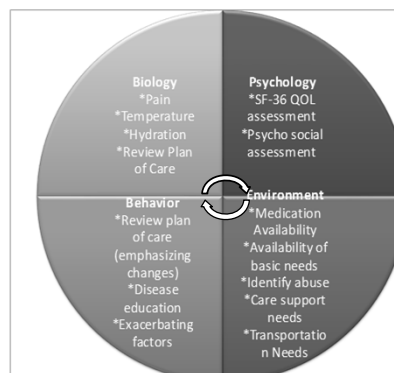 Biology
*Pain
*Temperature
*Hydration
*Review Plan
of Care
Psychology
*SF-36 QOL
assessment
*Psycho social
assessment
Behavior
*Review plan
of care
(emphasizing
changes)
*Disease
education
*Exacerbating
factors
Environment
*Medication
Availability
*Availability of
basic needs
*Identify abuse
*Care support
needs
*Transportatio
n Needs